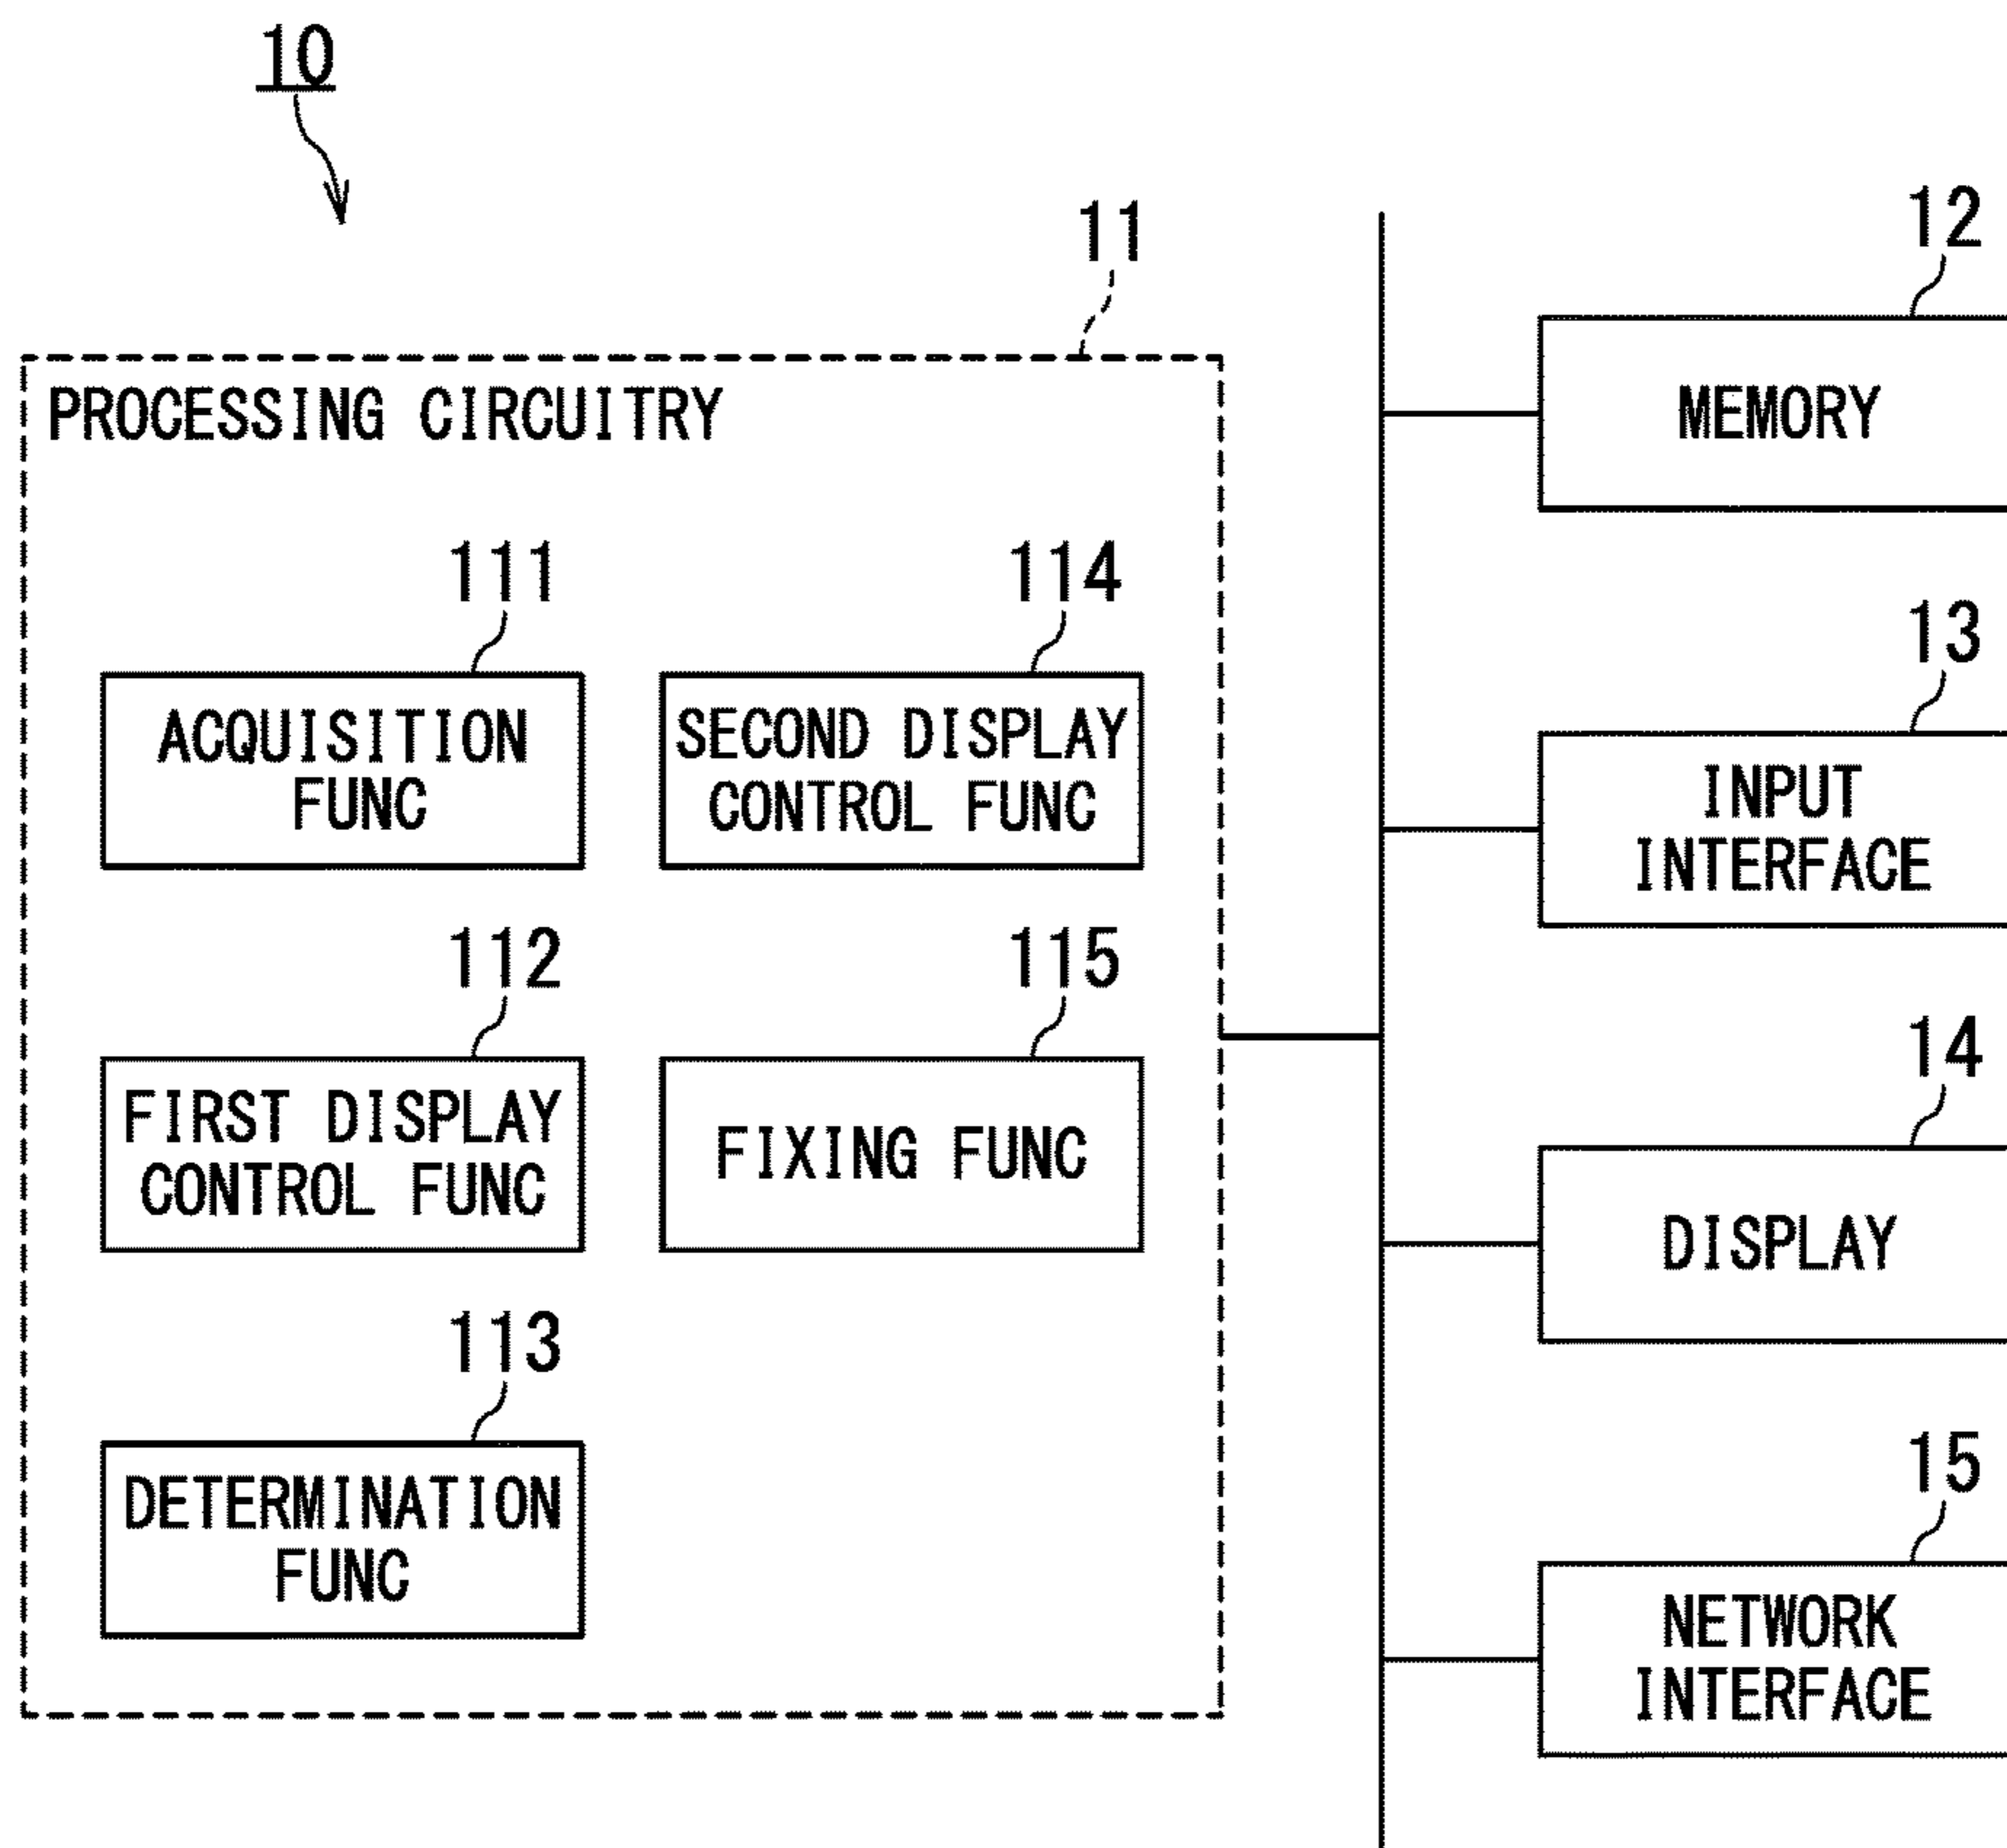 10
11
PROCESSING CIRCUITRY
111
ACQUISITION
FUNC
114
SECOND DISPLAY
CONTROL FUNC
112
FIRST DISPLAY
CONTROL FUNC
115
FIXING FUNC
113
DETERMINATION
FUNC
12
MEMORY
13
INPUT
INTERFACE
14
DISPLAY
15
NETWORK
INTERFACE